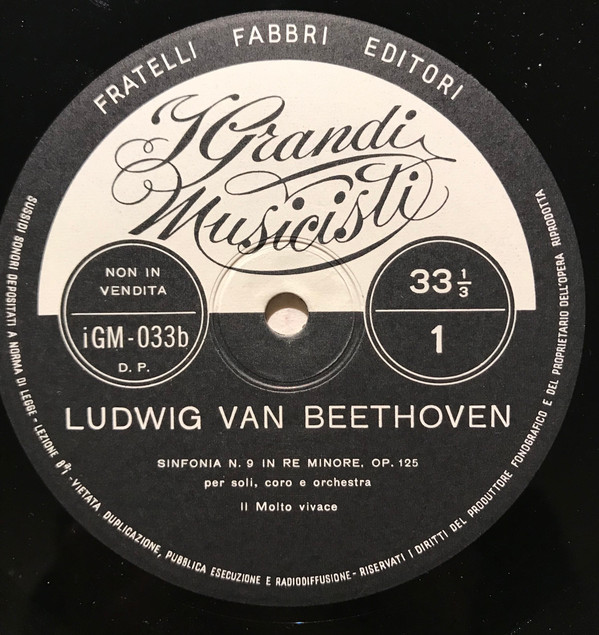 FRATELLI FABBRI EDITORI
I Grandi
Musicisti
NON IN
VENDITA
iGM-033b
D. P.
33 1/3
1
LUDWIG VAN BEETHOVEN
SINFONIA N. 9 IN RE MINORE, OP. 125
per soli, coro e orchestra
II Molto vivace
SUSSIDI SONORI DEPOSITATI A NORMA DI LEGGE - LEZIONE - VIETATA DUPLICAZIONE, PUBBLICA ESECUZIONE E RADIODIFFUSIONE - RISERVATI I DIRITTI DEL PRODUTTORE FONOGRAFICO E DEL PROPRIETARIO DELL'OPERA RIPRODOTTA